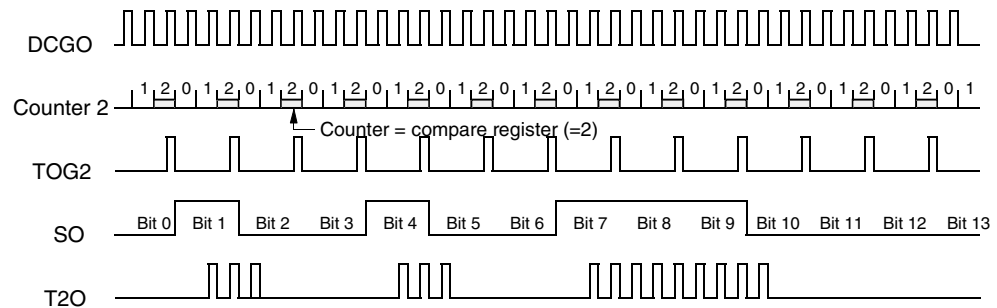 DCGO
Counter 2
1 2 0 1 2 0 1 2 0 1 2 0 1 2 0 1 2 0 1 2 0 1 2 0 1 2 0 1 2 0 1 2 0 1 2 0 1 2 0 1
Counter = compare register (=2)
TOG2
SO
Bit 0 Bit 1 Bit 2 Bit 3 Bit 4 Bit 5 Bit 6 Bit 7 Bit 8 Bit 9 Bit 10 Bit 11 Bit 12 Bit 13
T2O